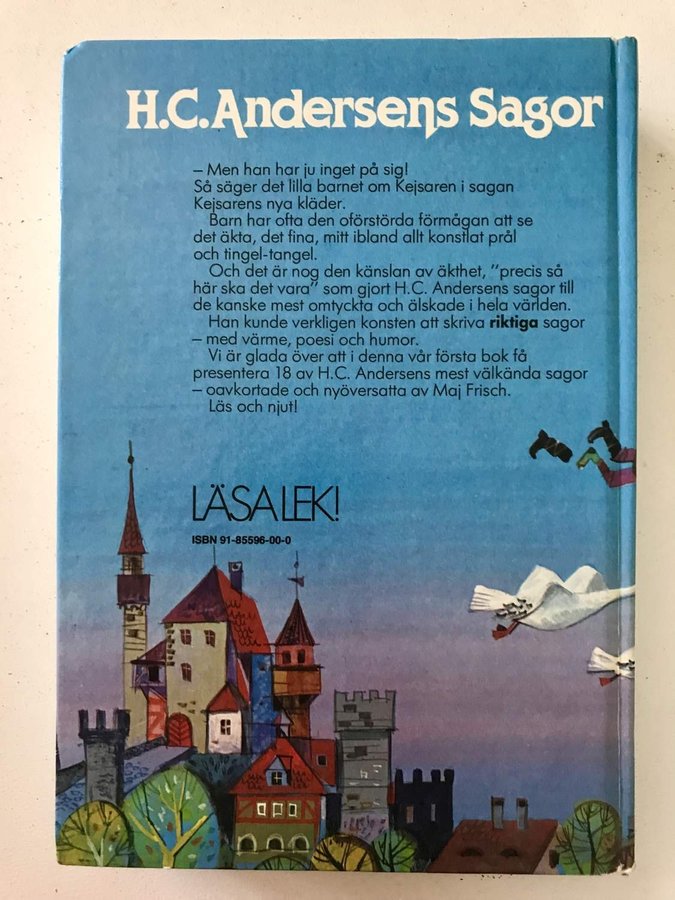 H.C. Andersens Sagor
– Men han har ju inget på sig!
Så säger det lilla barnet om Kejsaren i sagan
Kejsarens nya kläder.
Barn har ofta den oförstörda förmågan att se
det äkta, det fina, mitt ibland allt konstlat prål
och tingel-tangel.
Och det är nog den känslan av äkthet, "precis så
här ska det vara" som gjort H.C. Andersens sagor till
de kanske mest omtyckta och älskade i hela världen.
Han kunde verkligen konsten att skriva riktiga sagor
– med värme, poesi och humor.
Vi är glada över att i denna vår första bok få
presentera 18 av H.C. Andersens mest välkända sagor
– oavkortade och nyöversatta av Maj Frisch.
Läs och njut!
LÄSALEK!
ISBN 91-85596-00-0